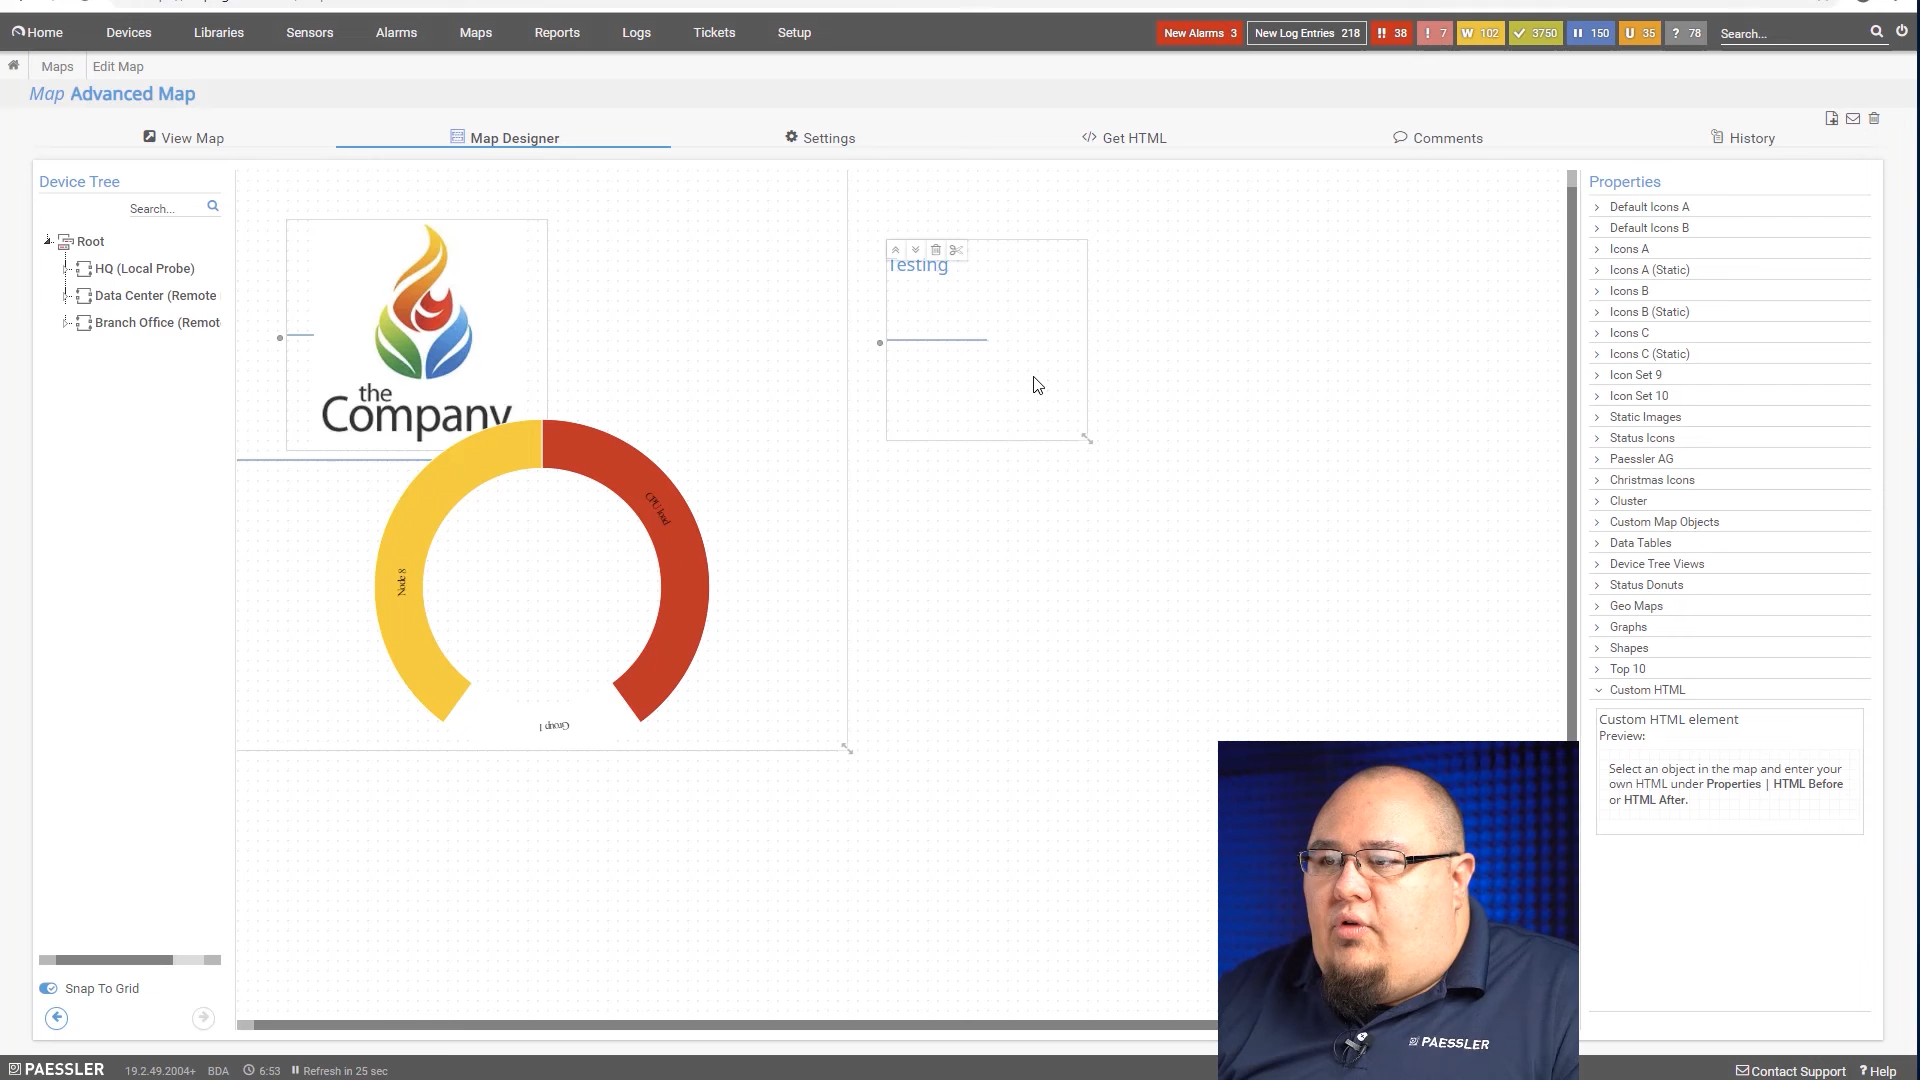 Home Devices Libraries Sensors Alarms Maps Reports Logs Tickets Setup New Alarms 3 New Log Entries 218 !! 38 ! 7 W 102 3750 150 U 35 ? 78 Search...
Maps Edit Map
Map Advanced Map
View Map Map Designer Settings </> Get HTML Comments History
Device Tree
Search...
Root
HQ (Local Probe)
Data Center (Remote
Branch Office (Remot
Snap To Grid
the
Company
Node 8
CPU load
Group 1
Testing
Properties
Default Icons A
Default Icons B
Icons A
Icons A (Static)
Icons B
Icons B (Static)
Icons C
Icons C (Static)
Icon Set 9
Icon Set 10
Static Images
Status Icons
Paessler AG
Christmas Icons
Cluster
Custom Map Objects
Data Tables
Device Tree Views
Status Donuts
Geo Maps
Graphs
Shapes
Top 10
Custom HTML
Custom HTML element
Preview:
Select an object in the map and enter your
own HTML under Properties | HTML Before
or HTML After.
PAESSLER
PAESSLER 19.2.49.2004+ BDA 6:53 Refresh in 25 sec Contact Support ? Help